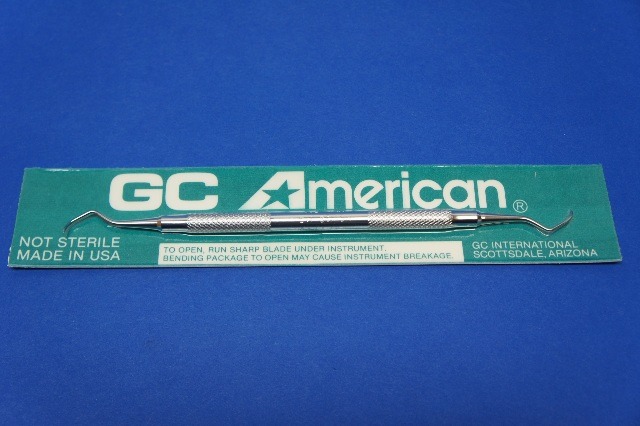 GC American ®
NOT STERILE
MADE IN USA
TO OPEN, RUN SHARP BLADE UNDER INSTRUMENT.
BENDING PACKAGE TO OPEN MAY CAUSE INSTRUMENT BREAKAGE.
GC INTERNATIONAL
SCOTTSDALE, ARIZONA